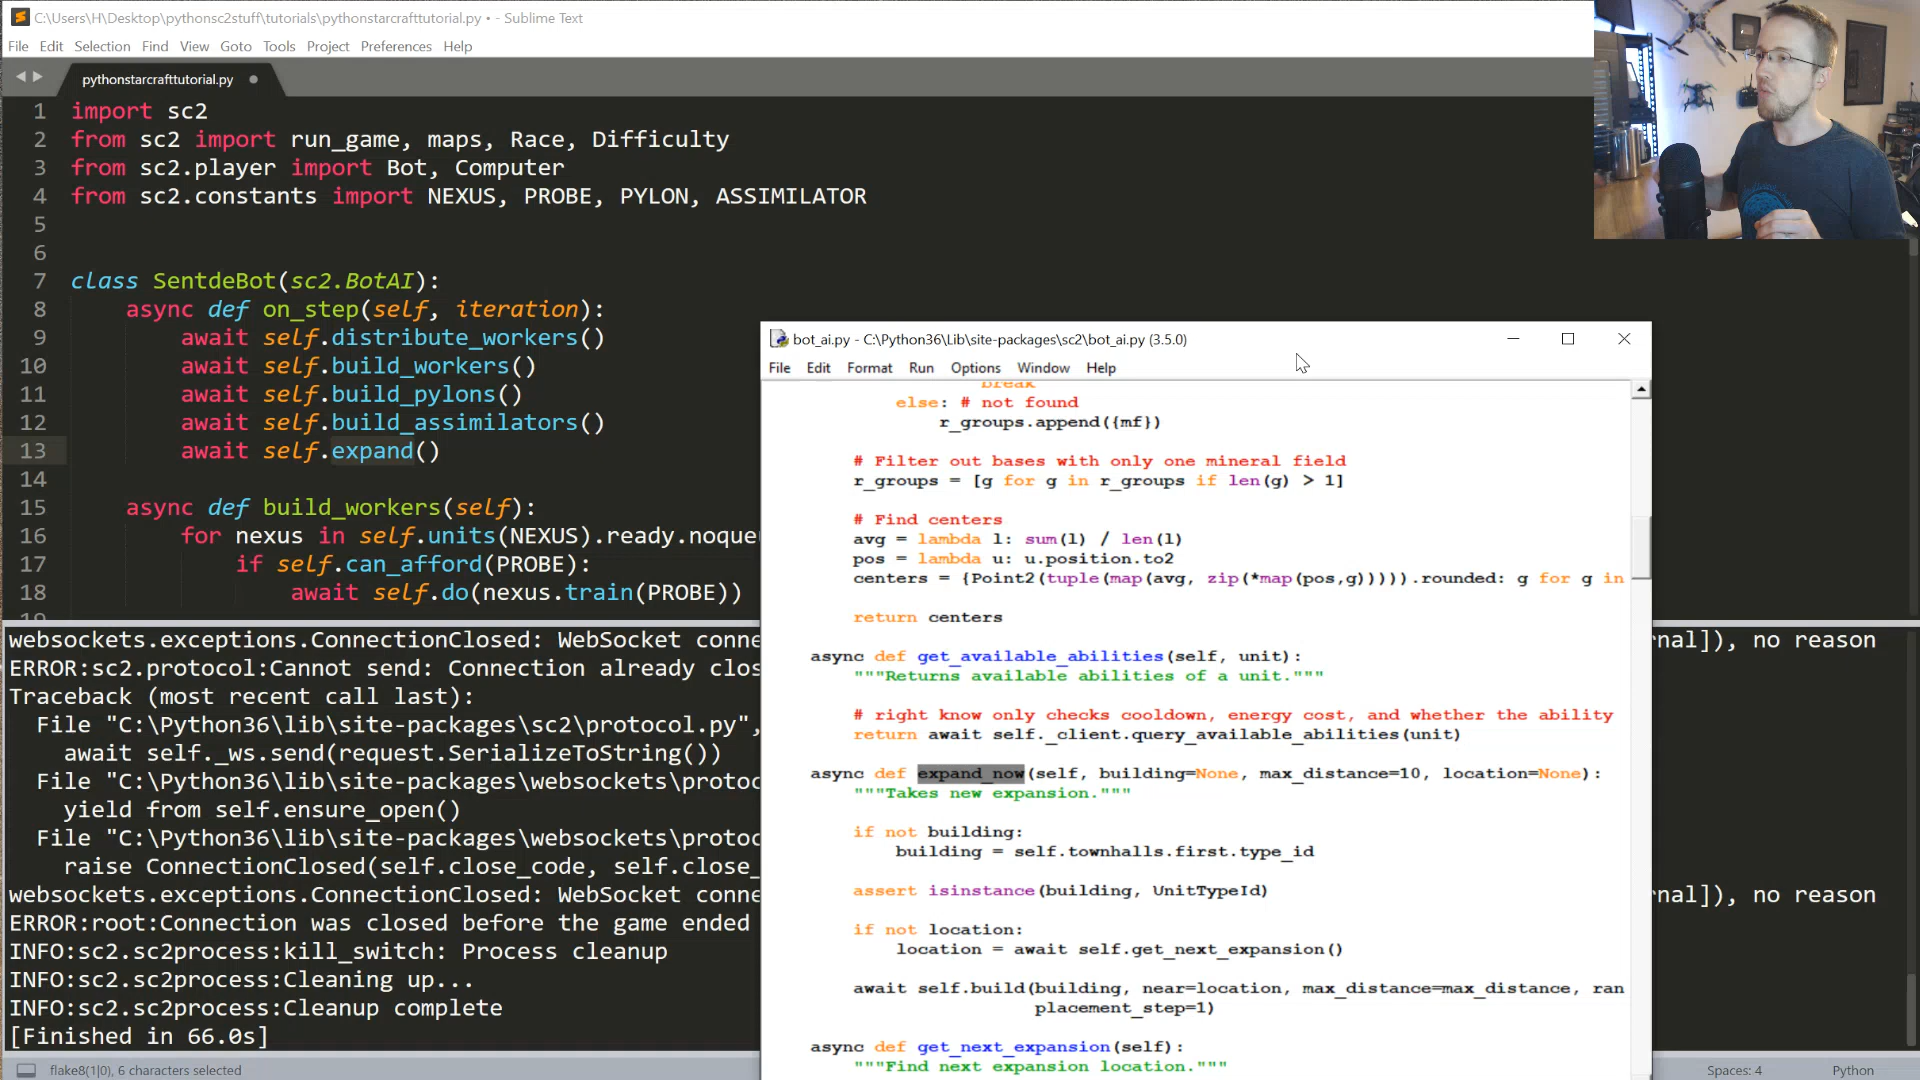 C:\Users\H\Desktop\pythonsc2stuff\tutorials\pythonstarcrafttutorial.py • - Sublime Text
File Edit Selection Find View Goto Tools Project Preferences Help
pythonstarcrafttutorial.py
1 import sc2
2 from sc2 import run_game, maps, Race, Difficulty
3 from sc2.player import Bot, Computer
4 from sc2.constants import NEXUS, PROBE, PYLON, ASSIMILATOR
5
6
7 class SentdeBot(sc2.BotAI):
8 async def on_step(self, iteration):
9 await self.distribute_workers()
10 await self.build_workers()
11 await self.build_pylons()
12 await self.build_assimilators()
13 await self.expand()
14
15 async def build_workers(self):
16 for nexus in self.units(NEXUS).ready.noque
17 if self.can_afford(PROBE):
18 await self.do(nexus.train(PROBE))
websockets.exceptions.ConnectionClosed: WebSocket conne
rnal]), no reason
ERROR:sc2.protocol:Cannot send: Connection already clos
Traceback (most recent call last):
File "C:\Python36\lib\site-packages\sc2\protocol.py",
await self._ws.send(request.SerializeToString())
File "C:\Python36\lib\site-packages\websockets\protoc
yield from self.ensure_open()
File "C:\Python36\lib\site-packages\websockets\protoc
raise ConnectionClosed(self.close_code, self.close_
websockets.exceptions.ConnectionClosed: WebSocket conne
rnal]), no reason
ERROR:root:Connection was closed before the game ended
INFO:sc2.sc2process:kill_switch: Process cleanup
INFO:sc2.sc2process:Cleaning up...
INFO:sc2.sc2process:Cleanup complete
[Finished in 66.0s]
flake8(1|0), 6 characters selected
Spaces: 4
Python
bot_ai.py - C:\Python36\Lib\site-packages\sc2\bot_ai.py (3.5.0)
File Edit Format Run Options Window Help
break
else: # not found
r_groups.append({mf})
# Filter out bases with only one mineral field
r_groups = [g for g in r_groups if len(g) > 1]
# Find centers
avg = lambda l: sum(l) / len(l)
pos = lambda u: u.position.to2
centers = {Point2(tuple(map(avg, zip(*map(pos,g))))).rounded: g for g in
return centers
async def get_available_abilities(self, unit):
"""Returns available abilities of a unit."""
# right know only checks cooldown, energy cost, and whether the ability
return await self._client.query_available_abilities(unit)
async def expand_now(self, building=None, max_distance=10, location=None):
"""Takes new expansion."""
if not building:
building = self.townhalls.first.type_id
assert isinstance(building, UnitTypeId)
if not location:
location = await self.get_next_expansion()
await self.build(building, near=location, max_distance=max_distance, ran
placement_step=1)
async def get_next_expansion(self):
"""Find next expansion location."""